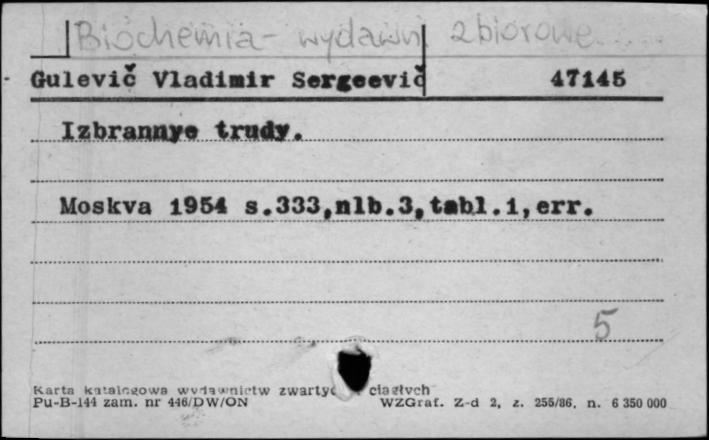 Biochemia - wydawn. zbiorowe
Gulevič Vladimir Sergeevič 47145
Izbrannye trudy.
Moskva 1954 s.333,nlb.3,tabl.1,err.
5
Karta katalogowa wydawnictw zwartyc ciągłych
Pu-B-144 zam. nr 446/DW/ON WZGraf. Z-d 2, z. 255/86, n. 6 350 000